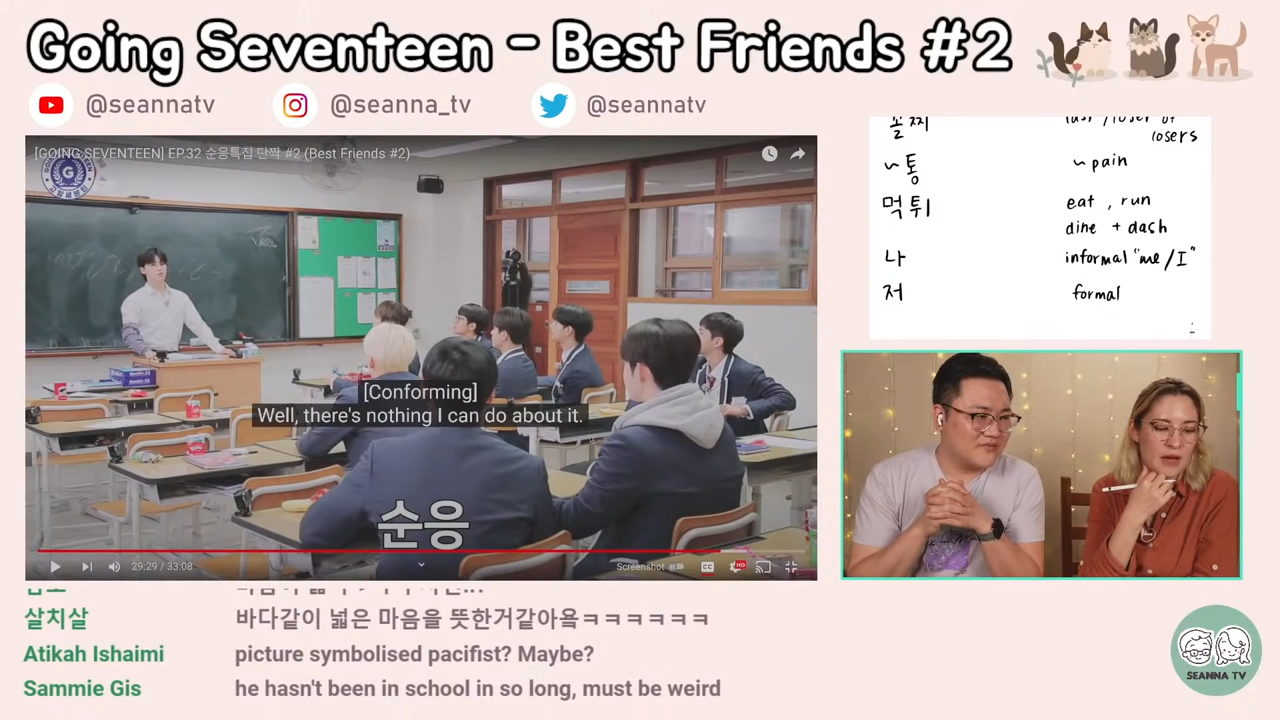 Going Seventeen - Best Friends #2
@seannatv
@seanna_tv
@seannatv
[GOING SEVENTEEN] EP.32 순응특집 단짝 #2 (Best Friends #2)
G
[Conforming]
Well, there's nothing I can do about it.
순응
29:29 / 33:08
Screenshot
CC
HD
losers
~통
~ pain
먹튀
eat , run
dine + dash
나
informal "me/I"
저
formal
살치살
바다같이 넓은 마음을 뜻한거같아욬ㅋㅋㅋㅋㅋㅋ
Atikah Ishaimi
picture symbolised pacifist? Maybe?
Sammie Gis
he hasn't been in school in so long, must be weird
SEANNA TV